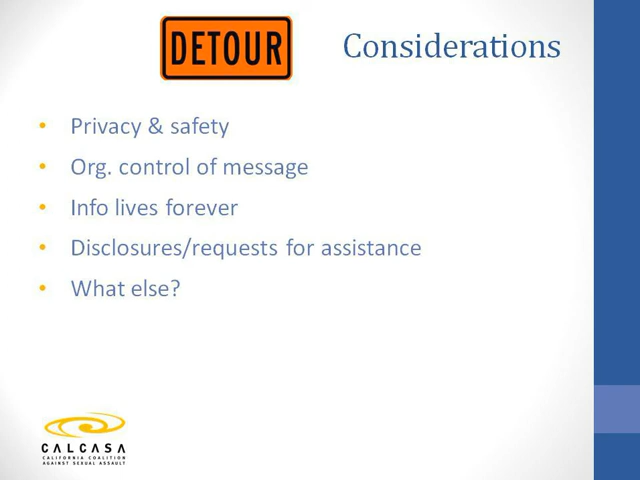 DETOUR
Considerations
• Privacy & safety
• Org. control of message
• Info lives forever
• Disclosures/requests for assistance
• What else?
CALCASA
CALIFORNIA COALITION
AGAINST SEXUAL ASSAULT